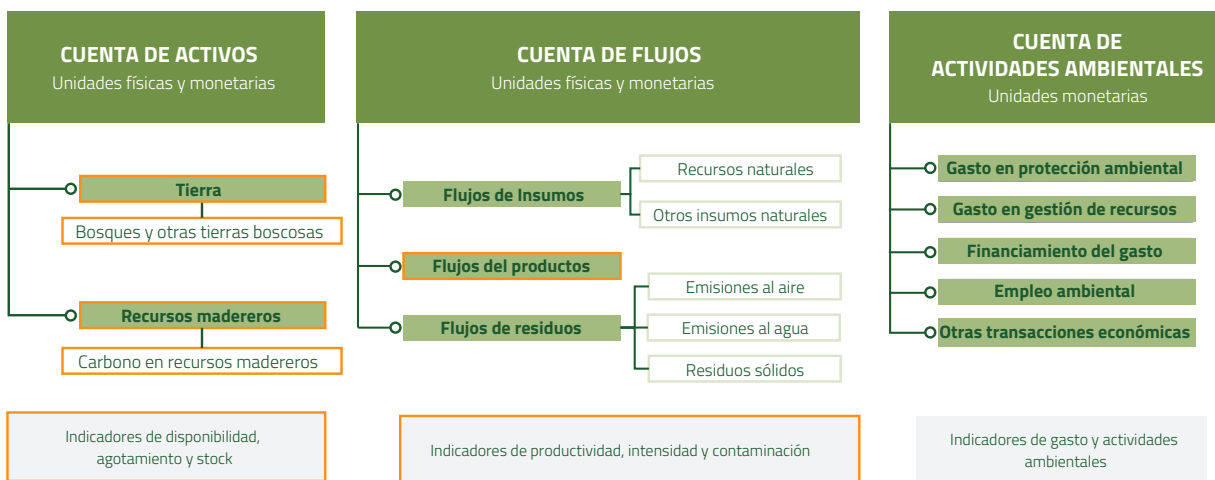 CUENTA DE ACTIVOS
Unidades físicas y monetarias
Tierra
Bosques y otras tierras boscosas
Recursos madereros
Carbono en recursos madereros
Indicadores de disponibilidad,
agotamiento y stock
CUENTA DE FLUJOS
Unidades físicas y monetarias
Flujos de Insumos
Recursos naturales
Otros insumos naturales
Flujos del productos
Flujos de residuos
Emisiones al aire
Emisiones al agua
Residuos sólidos
Indicadores de productividad, intensidad y contaminación
CUENTA DE
ACTIVIDADES AMBIENTALES
Unidades monetarias
Gasto en protección ambiental
Gasto en gestión de recursos
Financiamiento del gasto
Empleo ambiental
Otras transacciones económicas
Indicadores de gasto y actividades
ambientales